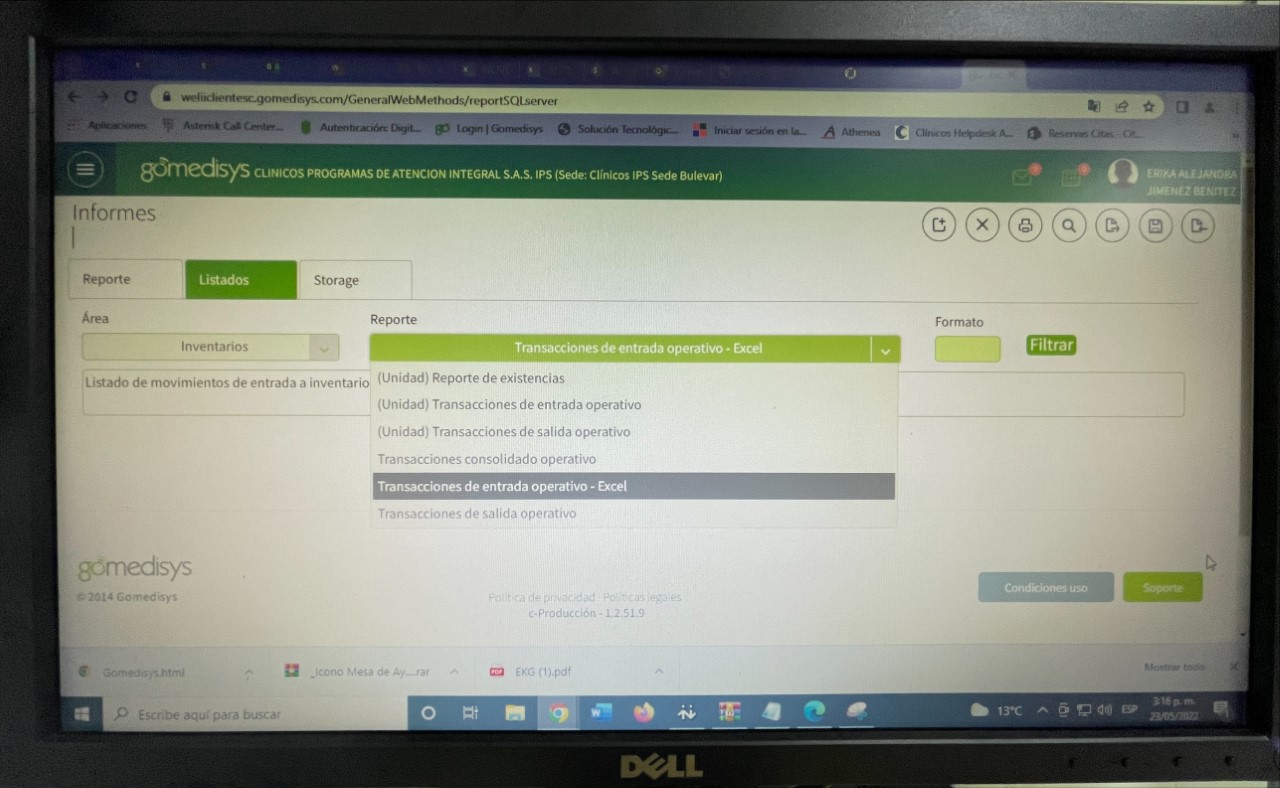 weliiclientesc.gomedisys.com/GeneralWebMethods/reportSQLserver
Aplicaciones
Asterisk Call Center...
Autenticación: Digit...
Login | Gomedisys
Solución Tecnológic...
Iniciar sesión en la...
Athenea
Clínicos Helpdesk A...
Reservas Citas - Cit...
gomedisys CLINICOS PROGRAMAS DE ATENCION INTEGRAL S.A.S. IPS (Sede: Clínicos IPS Sede Bulevar)
ERIKA ALEJANDRA
JIMENEZ BENITEZ
Informes
Reporte
Listados
Storage
Área
Reporte
Formato
Inventarios
Transacciones de entrada operativo - Excel
Filtrar
Listado de movimientos de entrada a inventario
(Unidad) Reporte de existencias
(Unidad) Transacciones de entrada operativo
(Unidad) Transacciones de salida operativo
Transacciones consolidado operativo
Transacciones de entrada operativo - Excel
Transacciones de salida operativo
gomedisys
© 2014 Gomedisys
Política de privacidad · Políticas legales
c-Producción - 1.2.51.9
Condiciones uso
Soporte
Gomedisys.html
_Icono Mesa de Ay....rar
EKG (1).pdf
Mostrar todo
Escribe aquí para buscar
13°C
ESP
3:16 p. m.
23/05/2022
DELL